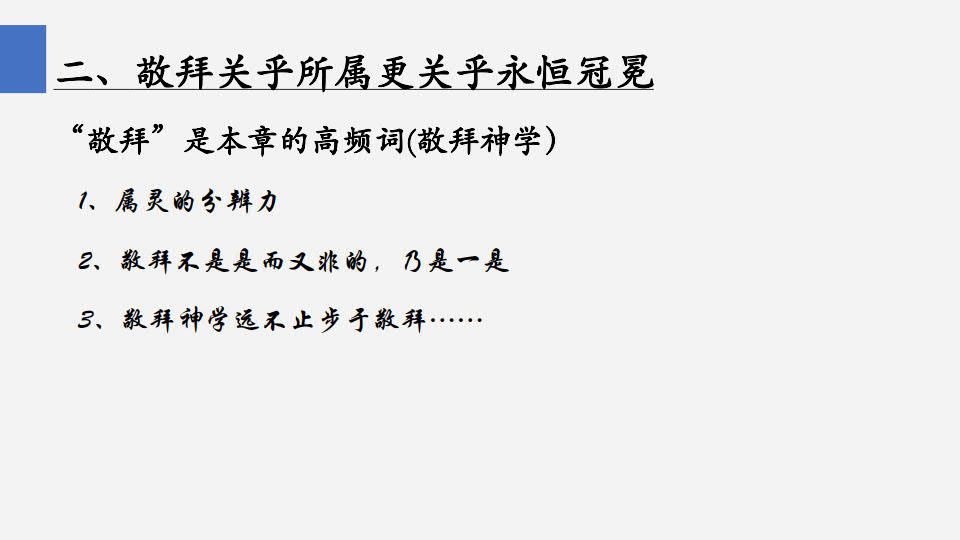 二、敬拜关乎所属更关乎永恒冠冕
“敬拜”是本章的高频词(敬拜神学）
1、属灵的分辨力
2、敬拜不是是而又非的，乃是一是
3、敬拜神学远不止步于敬拜……